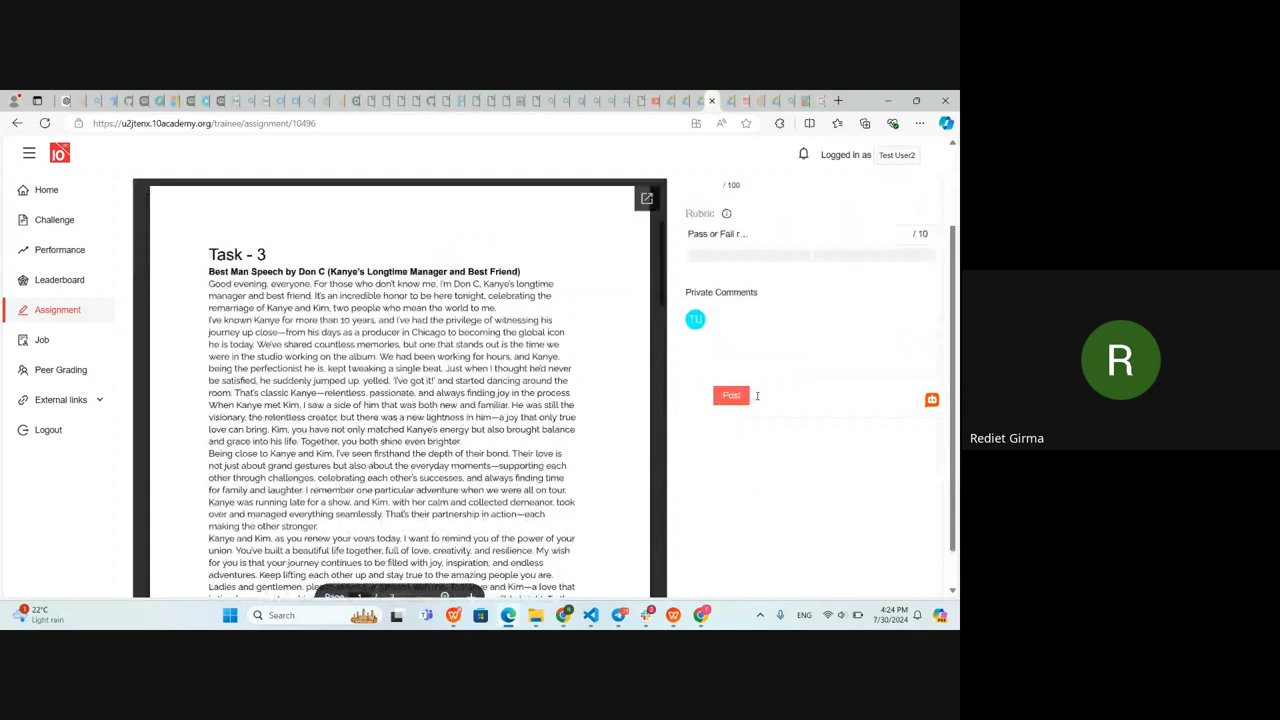 https://u2jtenx.10academy.org/trainee/assignment/10496
10
Logged in as Test User2
Home
Challenge
Performance
Leaderboard
Assignment
Job
Peer Grading
External links
Logout
Task - 3
Best Man Speech by Don C (Kanye's Longtime Manager and Best Friend)
Good evening, everyone. For those who don't know me, I'm Don C, Kanye's longtime
manager and best friend. It's an incredible honor to be here tonight, celebrating the
remarriage of Kanye and Kim, two people who mean the world to me.
I've known Kanye for more than 10 years, and I've had the privilege of witnessing his
journey up close—from his days as a producer in Chicago to becoming the global icon
he is today. We've shared countless memories, but one that stands out is the time we
were in the studio working on the album. We had been working for hours, and Kanye,
being the perfectionist he is, kept tweaking a single beat. Just when I thought he'd never
be satisfied, he suddenly jumped up, yelled, 'I've got it!' and started dancing around the
room. That's classic Kanye—relentless, passionate, and always finding joy in the process.
When Kanye met Kim, I saw a side of him that was both new and familiar. He was still the
visionary, the relentless creator, but there was a new lightness in him—a joy that only true
love can bring. Kim, you have not only matched Kanye's energy but also brought balance
and grace into his life. Together, you both shine even brighter.
Being close to Kanye and Kim, I've seen firsthand the depth of their bond. Their love is
not just about grand gestures but also about the everyday moments—supporting each
other through challenges, celebrating each other's successes, and always finding time
for family and laughter. I remember one particular adventure when we were all on tour.
Kanye was running late for a show, and Kim, with her calm and collected demeanor, took
over and managed everything seamlessly. That's their partnership in action—each
making the other stronger.
Kanye and Kim, as you renew your vows today, I want to remind you of the power of your
union. You've built a beautiful life together, full of love, creativity, and resilience. My wish
for you is that your journey continues to be filled with joy, inspiration, and endless
adventures. Keep lifting each other up and stay true to the amazing people you are.
Ladies and gentlemen, and Kim—a love that
/ 100
Rubric
Pass or Fail r... / 10
Private Comments
TU
Post
R
Rediet Girma
22°C
Light rain
Search
ENG
4:24 PM
7/30/2024